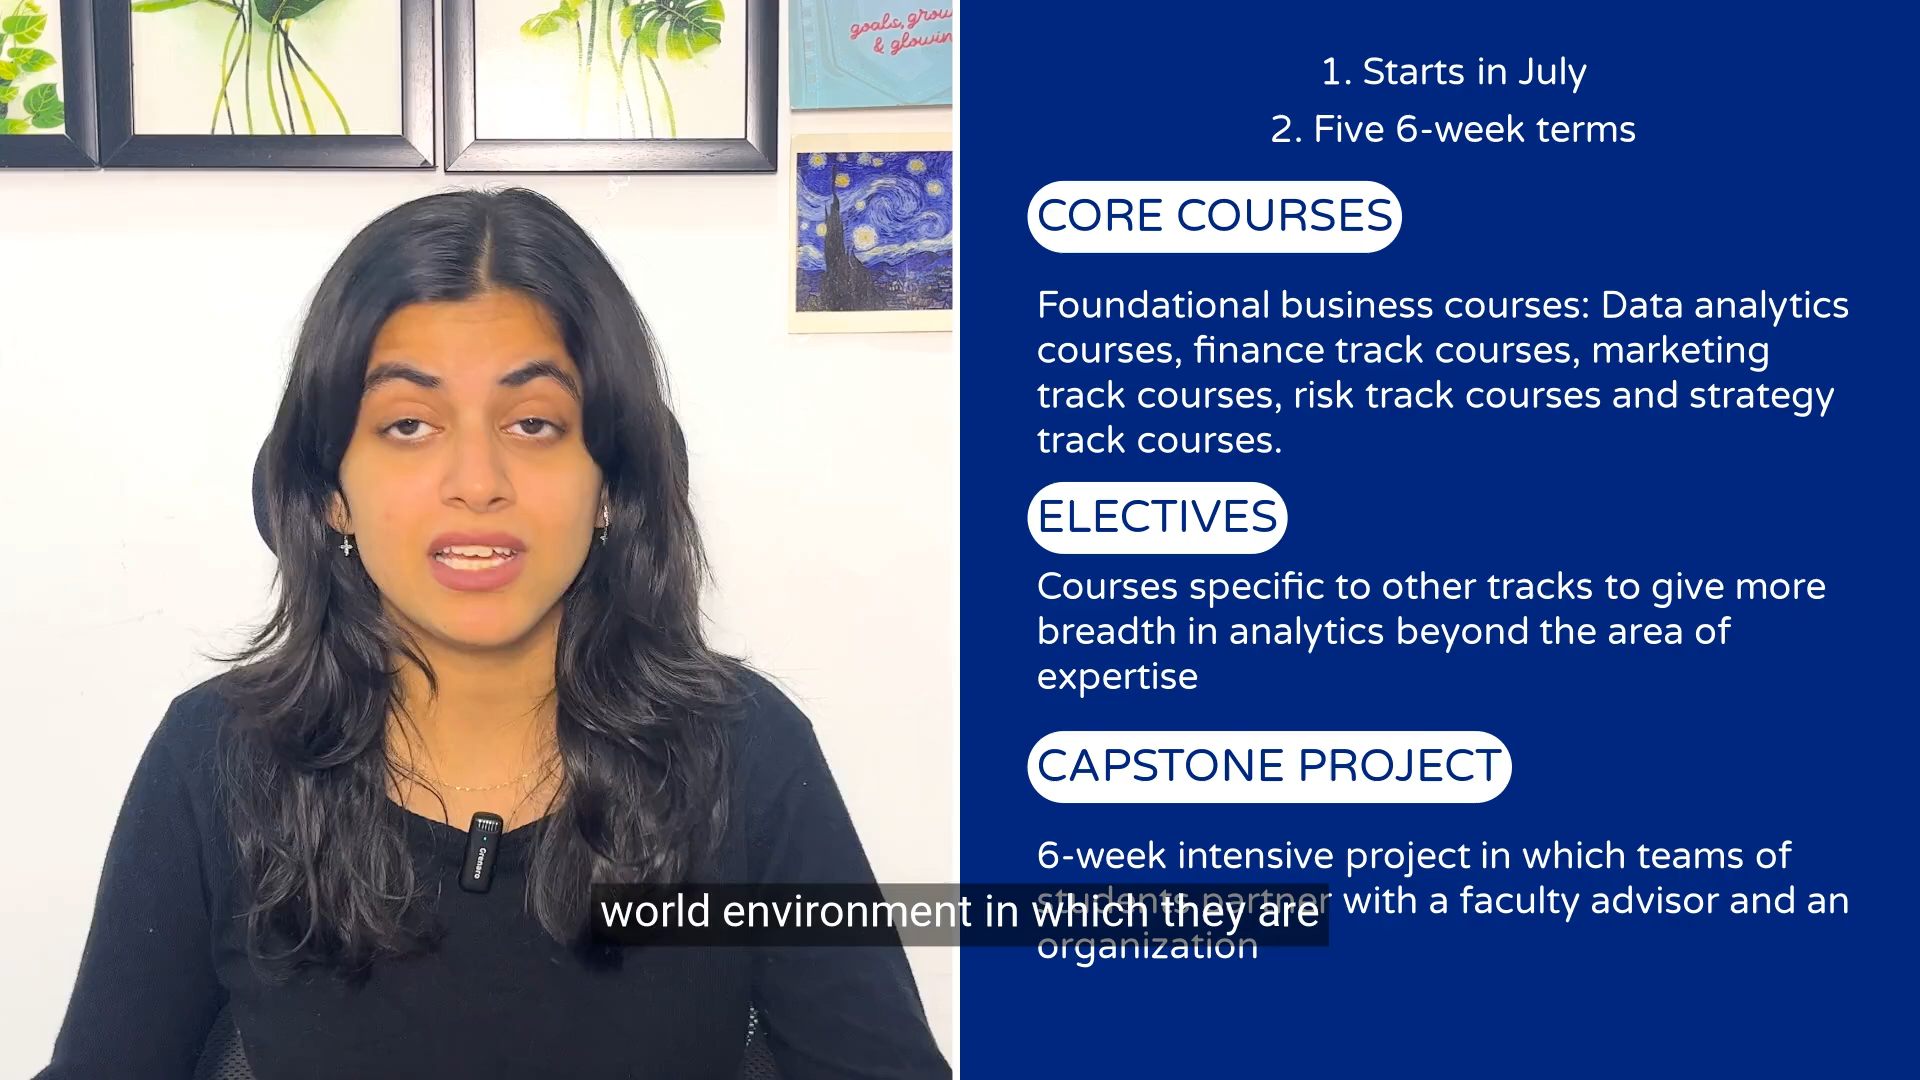 goals, grow
& glowin
1. Starts in July
2. Five 6-week terms
CORE COURSES
Foundational business courses: Data analytics
courses, finance track courses, marketing
track courses, risk track courses and strategy
track courses.
ELECTIVES
Courses specific to other tracks to give more
breadth in analytics beyond the area of
expertise
CAPSTONE PROJECT
6-week intensive project in which teams of
students partner with a faculty advisor and an
organization
world environment in which they are
Grenaro